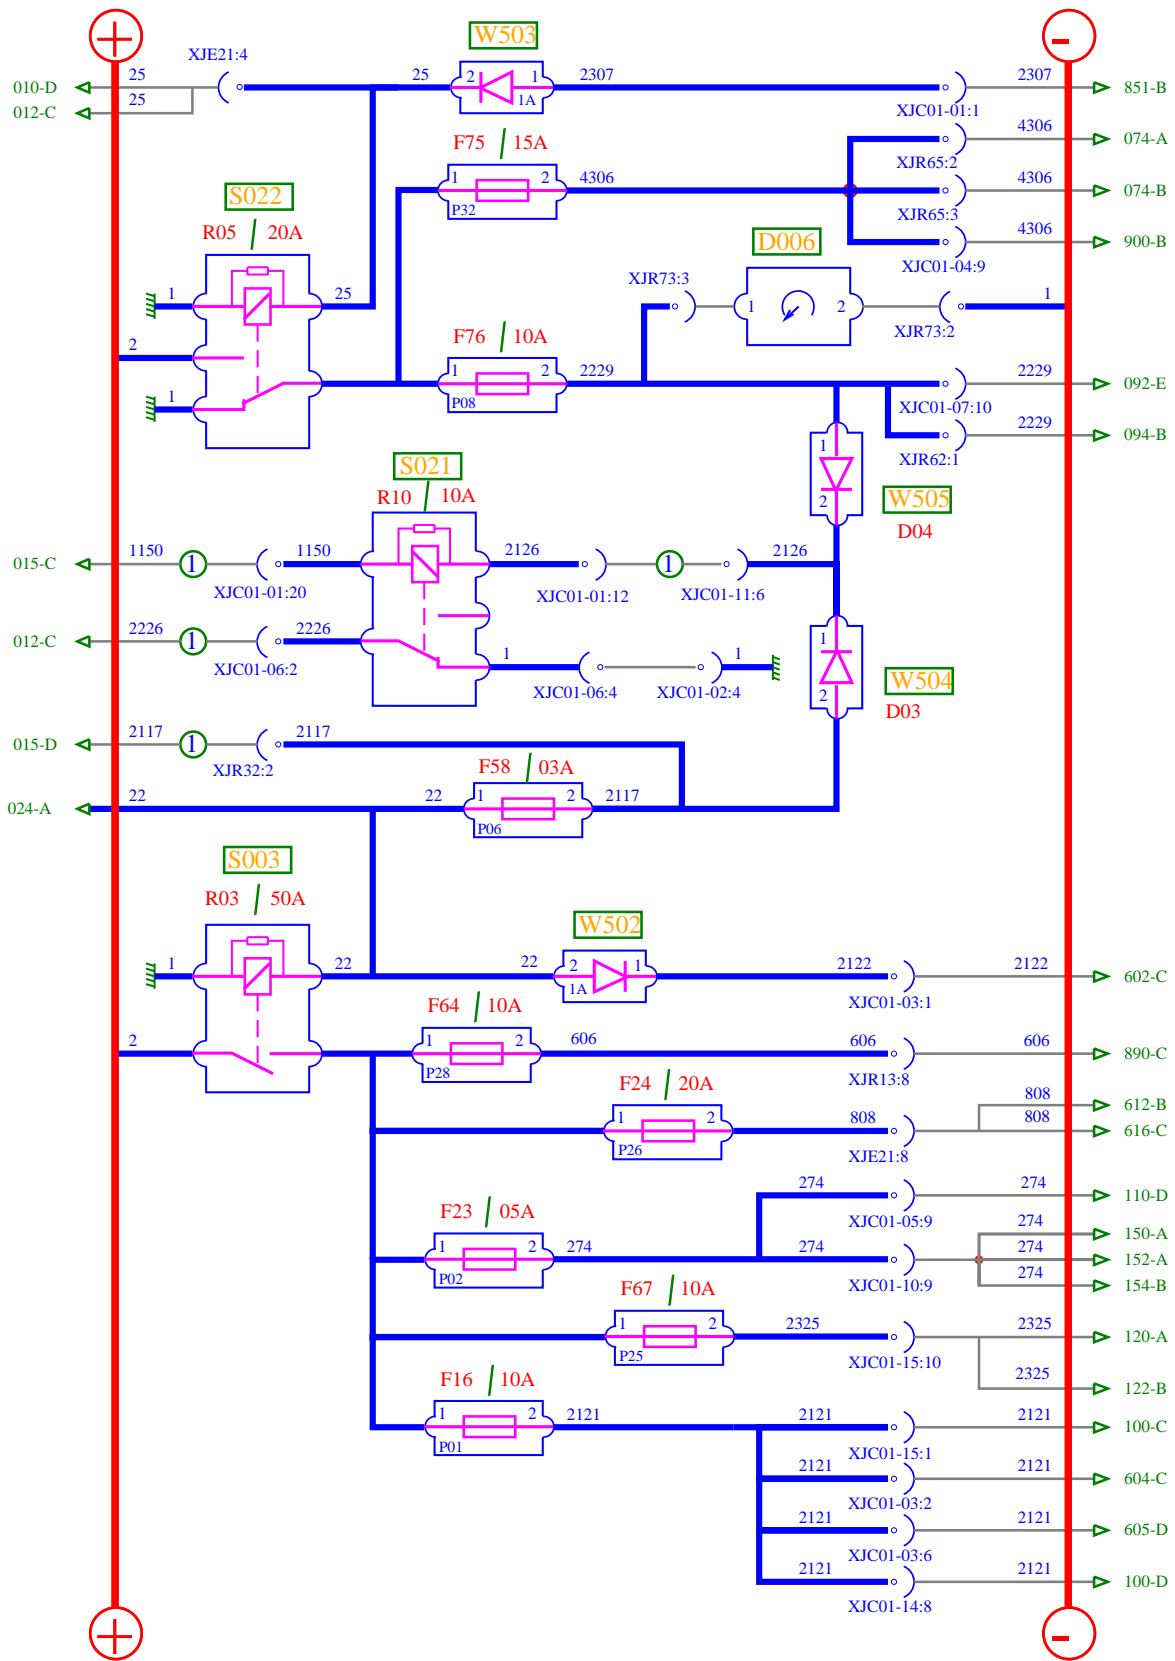 W503
XJE21:4
010-D 25 25 2 1 2307 2307 851-B
1A
012-C 25
XJC01-01:1
F75 / 15A
4306 074-A
XJR65:2
S022
1 2 4306 4306 074-B
P32
XJR65:3
R05 / 20A
4306 900-B
D006
XJC01-04:9
XJR73:3
1 25 1 2 1
XJR73:2
2
F76 / 10A
1 2 2229 2229 092-E
1 P08
XJC01-07:10
2229 094-B
1
XJR62:1
S021
R10 / 10A
2
W505
D04
015-C 1150 1 1150 2126 1 2126
XJC01-01:20 XJC01-01:12 XJC01-11:6
012-C 2226 1 2226 1
XJC01-06:2
1 1
XJC01-06:4 XJC01-02:4
2
W504
D03
015-D 2117 1 2117
XJR32:2
F58 / 03A
024-A 22 22 1 2 2117
P06
S003
R03 / 50A
W502
1 22 22 2 1 2122 2122 602-C
1A
XJC01-03:1
F64 / 10A
2 1 2 606 606 606 890-C
P28
XJR13:8
F24 / 20A
808 612-B
1 2 808 808 616-C
P26
XJE21:8
274 110-D
274
XJC01-05:9
F23 / 05A
274 150-A
1 2 274 274 274 152-A
P02
XJC01-10:9
274 154-B
F67 / 10A
1 2 2325 2325 120-A
P25
XJC01-15:10
2325 122-B
F16 / 10A
1 2 2121 2121 2121 100-C
P01
XJC01-15:1
2121 2121 604-C
XJC01-03:2
2121 2121 605-D
XJC01-03:6
2121 2121 100-D
XJC01-14:8